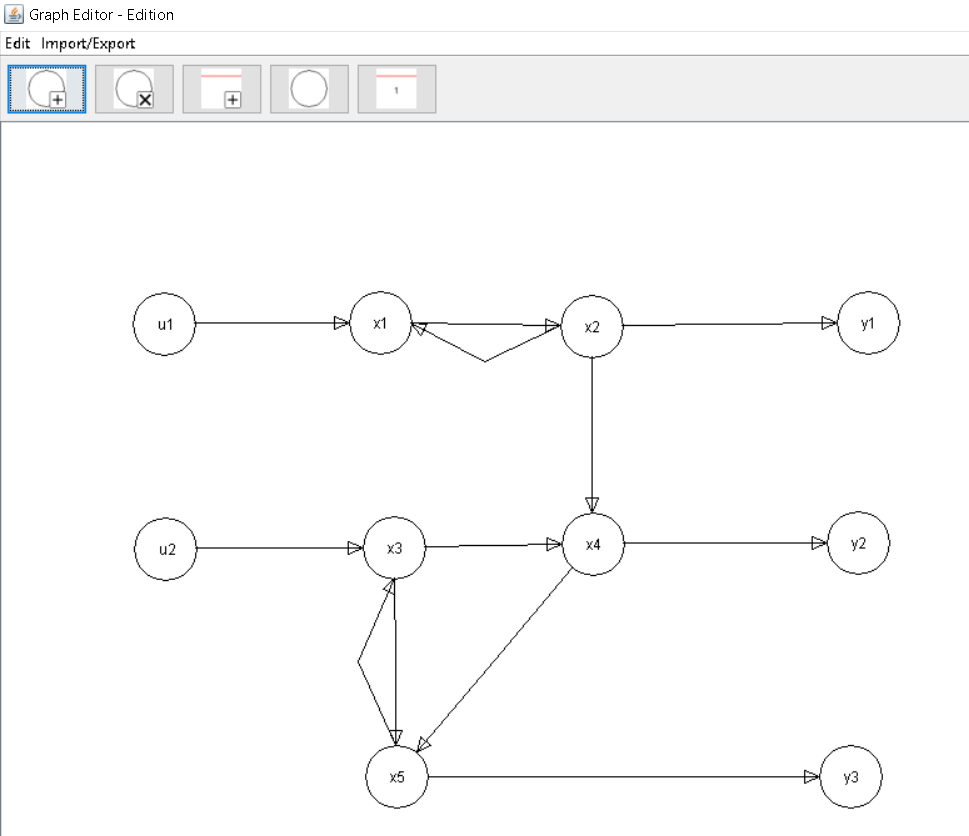 Graph Editor - Edition
Edit Import/Export
1
u1 x1 x2 y1
u2 x3 x4 y2
x5 y3